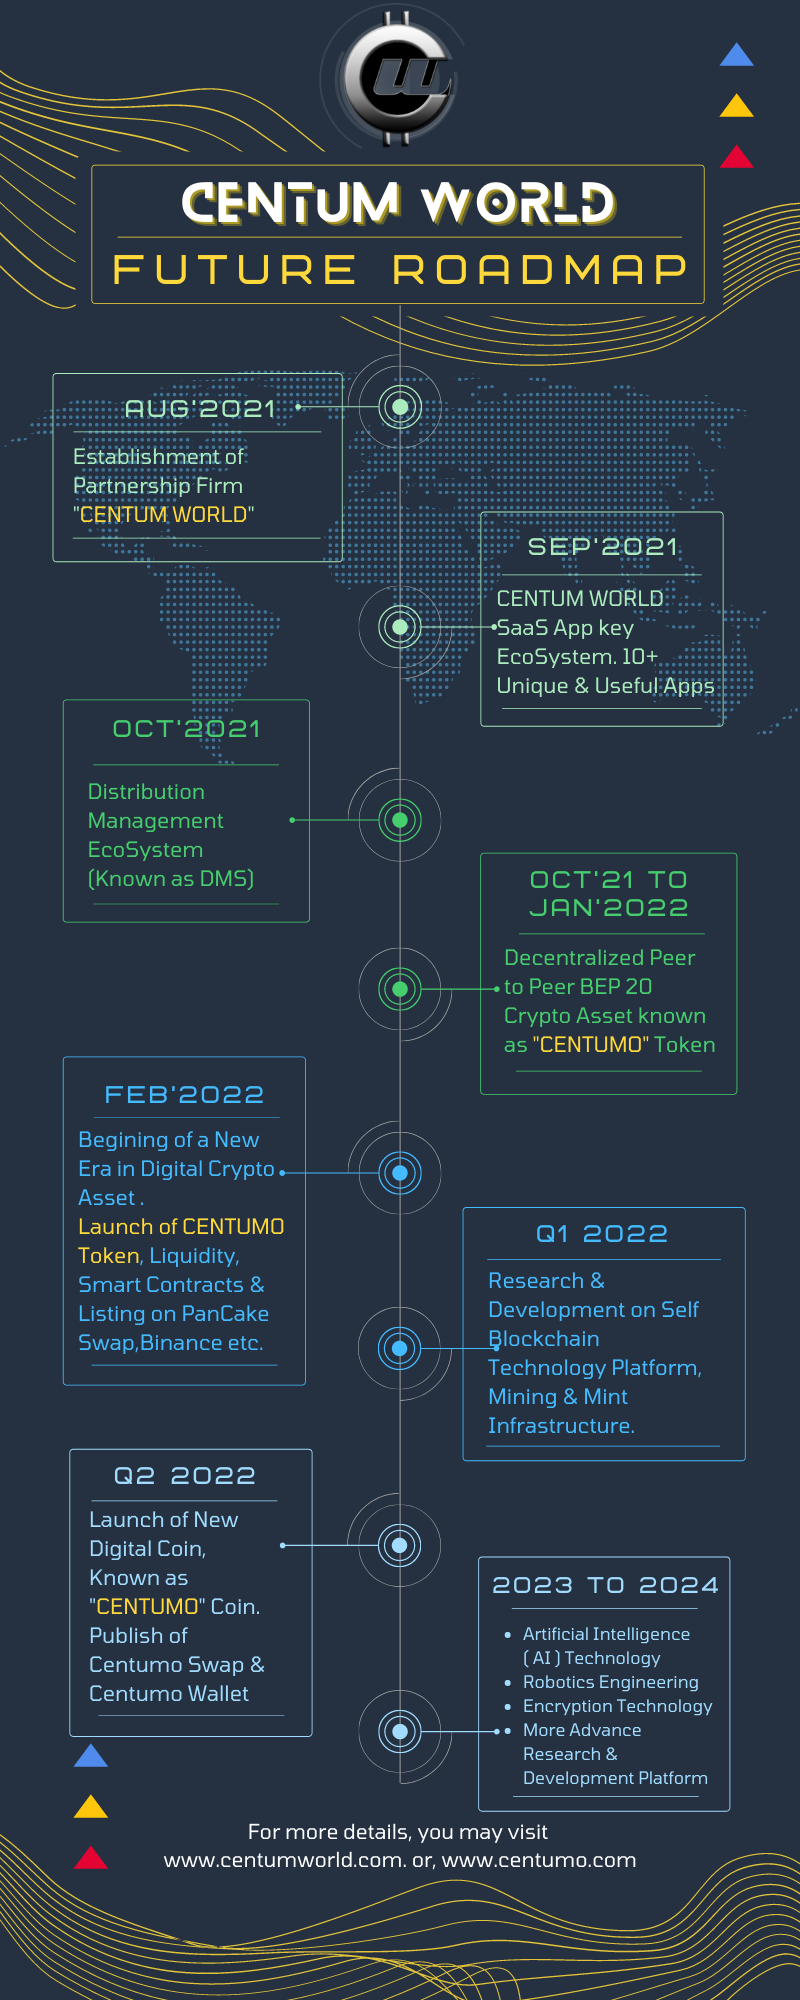 CW
CENTUM WORLD
FUTURE ROADMAP
AUG'2021
Establishment of
Partnership Firm
"CENTUM WORLD"
SEP'2021
CENTUM WORLD
SaaS App key
EcoSystem. 10+
Unique & Useful Apps
OCT'2021
Distribution
Management
EcoSystem
(Known as DMS)
OCT'21 TO
JAN'2022
Decentralized Peer
to Peer BEP 20
Crypto Asset known
as "CENTUMO" Token
FEB'2022
Begining of a New
Era in Digital Crypto
Asset .
Launch of CENTUMO
Token, Liquidity,
Smart Contracts &
Listing on PanCake
Swap,Binance etc.
Q1 2022
Research &
Development on Self
Blockchain
Technology Platform,
Mining & Mint
Infrastructure.
Q2 2022
Launch of New
Digital Coin,
Known as
"CENTUMO" Coin.
Publish of
Centumo Swap &
Centumo Wallet
2023 TO 2024
• Artificial Intelligence
( AI ) Technology
• Robotics Engineering
• Encryption Technology
• More Advance
Research &
Development Platform
For more details, you may visit
www.centumworld.com. or, www.centumo.com